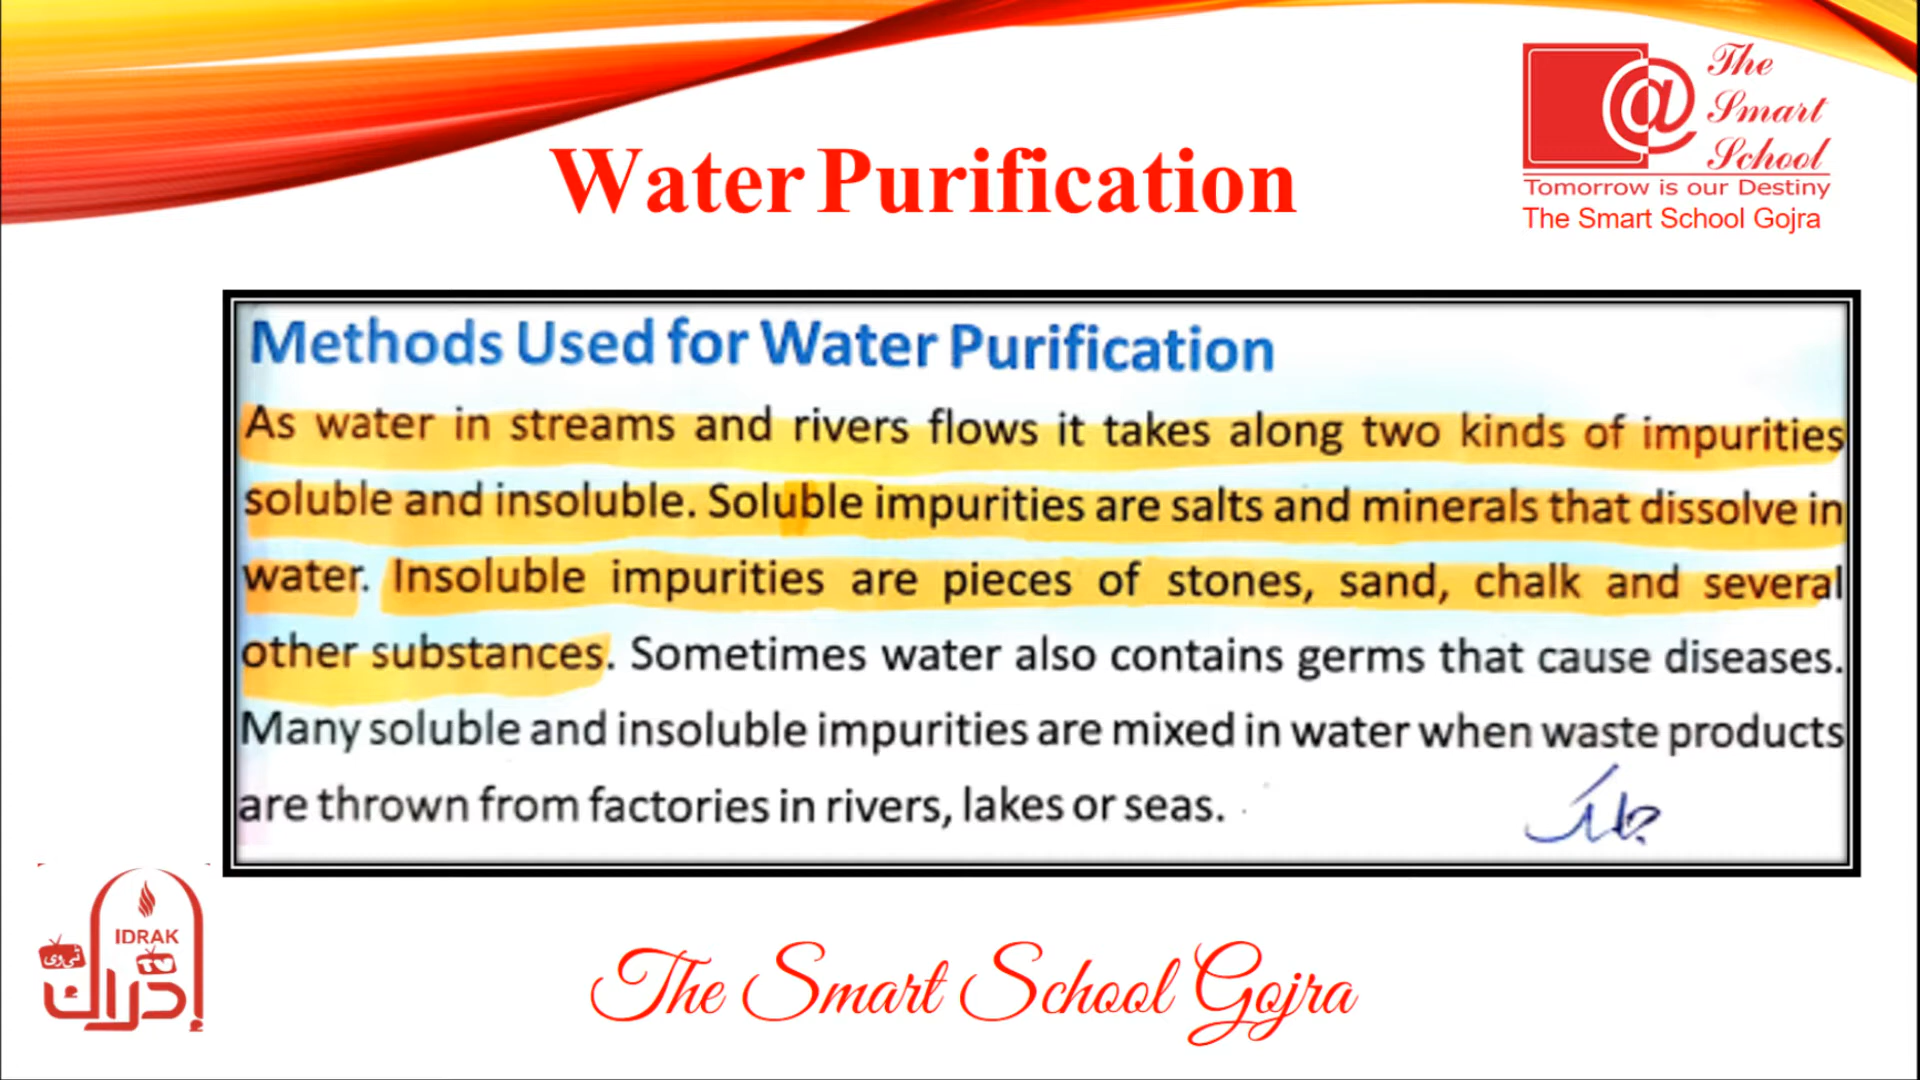 The
Smart
School
Tomorrow is our Destiny
The Smart School Gojra
Water Purification
Methods Used for Water Purification
As water in streams and rivers flows it takes along two kinds of impurities
soluble and insoluble. Soluble impurities are salts and minerals that dissolve in
water. Insoluble impurities are pieces of stones, sand, chalk and several
other substances. Sometimes water also contains germs that cause diseases.
Many soluble and insoluble impurities are mixed in water when waste products
are thrown from factories in rivers, lakes or seas.
IDRAK
ٹی وی
TV
إدراك
The Smart School Gojra